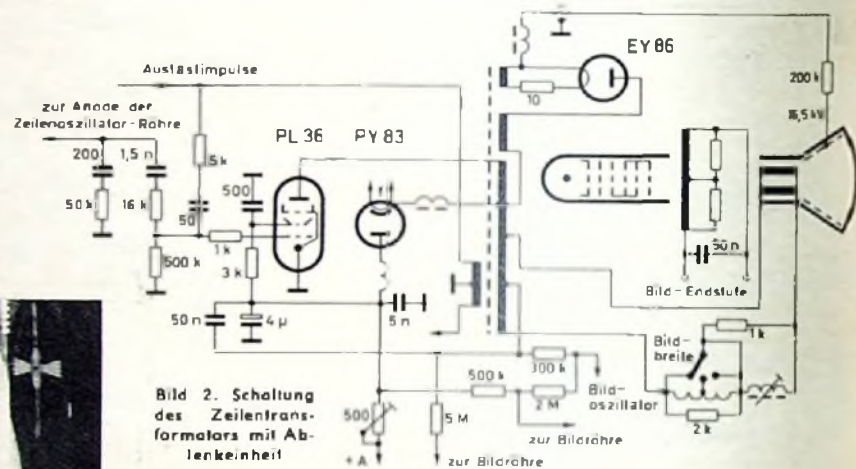 EY 86
Austastimpulse
10
200 k
16,5 kV
zur Anode der
Zeilenoszillator-Röhre
PL 36 PY 83
200 1,5 n
5 k
500
50 k 16 k
50
1 k
500 k
3 k
50 n
4 µ
5 n
50 n
Bild-Endstufe
1 k
Bild-
breite
300 k
500 k
2 M
Bild-
oszillator
2 k
500
5 M
zur Bildröhre
+ A
zur Bildröhre
Bild 2. Schaltung
des Zeilentrans-
formators mit Ab-
lenkeinheit